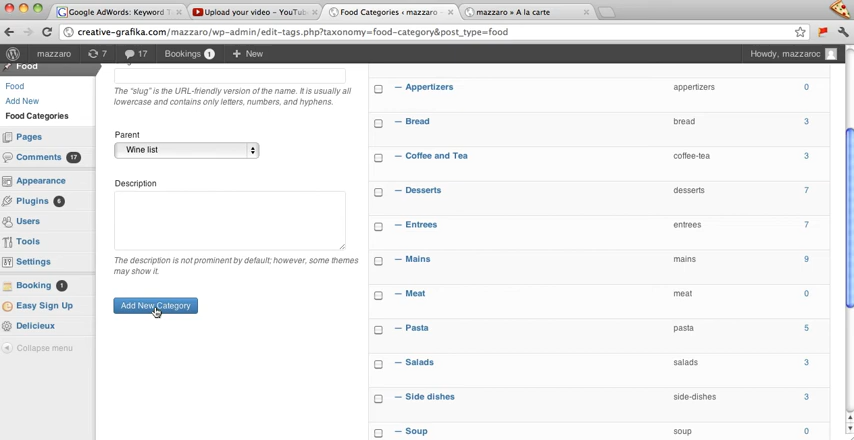 Google AdWords: Keyword T
Upload your video – YouTub
Food Categories ‹ mazzaro —
mazzaro » A la carte
creative-grafika.com/mazzaro/wp-admin/edit-tags.php?taxonomy=food-category&post_type=food
mazzaro 7 17 Bookings 1 + New Howdy, mazzaroc
Food
Food
Add New
Food Categories
Pages
Comments 17
Appearance
Plugins 6
Users
Tools
Settings
Booking 1
Easy Sign Up
Delicieux
Collapse menu
The “slug” is the URL-friendly version of the name. It is usually all
lowercase and contains only letters, numbers, and hyphens.
Parent
Wine list
Description
The description is not prominent by default; however, some themes
may show it.
Add New Category
— Appertizers appertizers 0
— Bread bread 3
— Coffee and Tea coffee-tea 3
— Desserts desserts 7
— Entrees entrees 7
— Mains mains 9
— Meat meat 0
— Pasta pasta 5
— Salads salads 3
— Side dishes side-dishes 3
— Soup soup 0